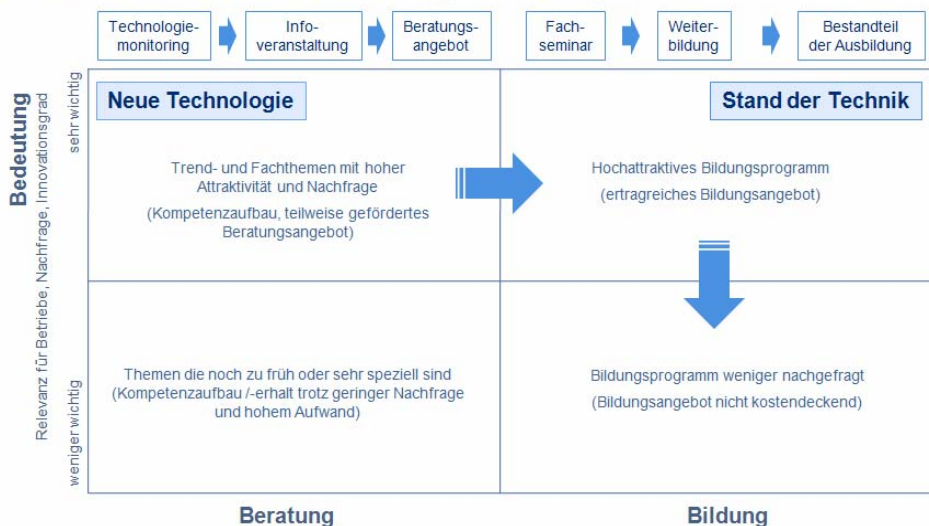 Technologie-
monitoring
Info-
veranstaltung
Beratungs-
angebot
Fach-
seminar
Weiter-
bildung
Bestandteil
der Ausbildung
Bedeutung
Relevanz für Betriebe, Nachfrage, Innovationsgrad
sehr wichtig
weniger wichtig
Neue Technologie
Trend- und Fachthemen mit hoher
Attraktivität und Nachfrage
(Kompetenzaufbau, teilweise gefördertes
Beratungsangebot)
Stand der Technik
Hochattraktives Bildungsprogramm
(ertragreiches Bildungsangebot)
Themen die noch zu früh oder sehr speziell sind
(Kompetenzaufbau /-erhalt trotz geringer Nachfrage
und hohem Aufwand)
Bildungsprogramm weniger nachgefragt
(Bildungsangebot nicht kostendeckend)
Beratung
Bildung